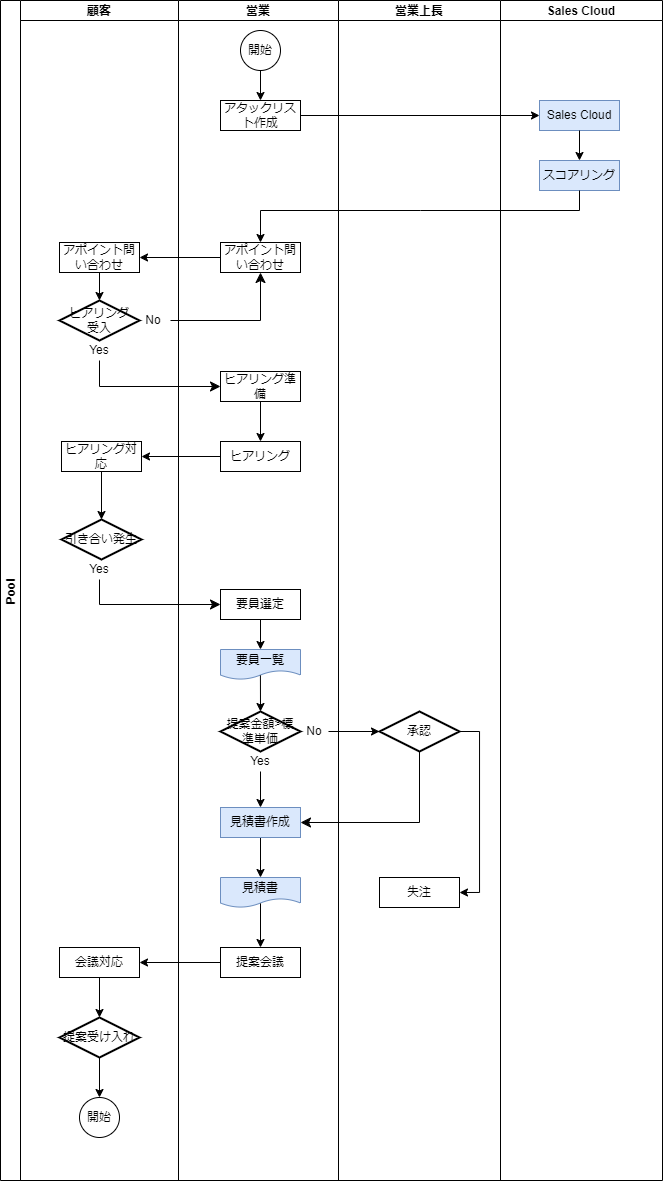 顧客
営業
営業上長
Sales Cloud
Pool
開始
アタックリス
ト作成
Sales Cloud
スコアリング
アポイント問
い合わせ
アポイント問
い合わせ
ヒアリング
受入
No
Yes
ヒアリング準
備
ヒアリング対
応
ヒアリング
引き合い発生
Yes
要員選定
要員一覧
提案金額>標
準単価
No
承認
Yes
見積書作成
見積書
失注
会議対応
提案会議
提案受け入れ
開始